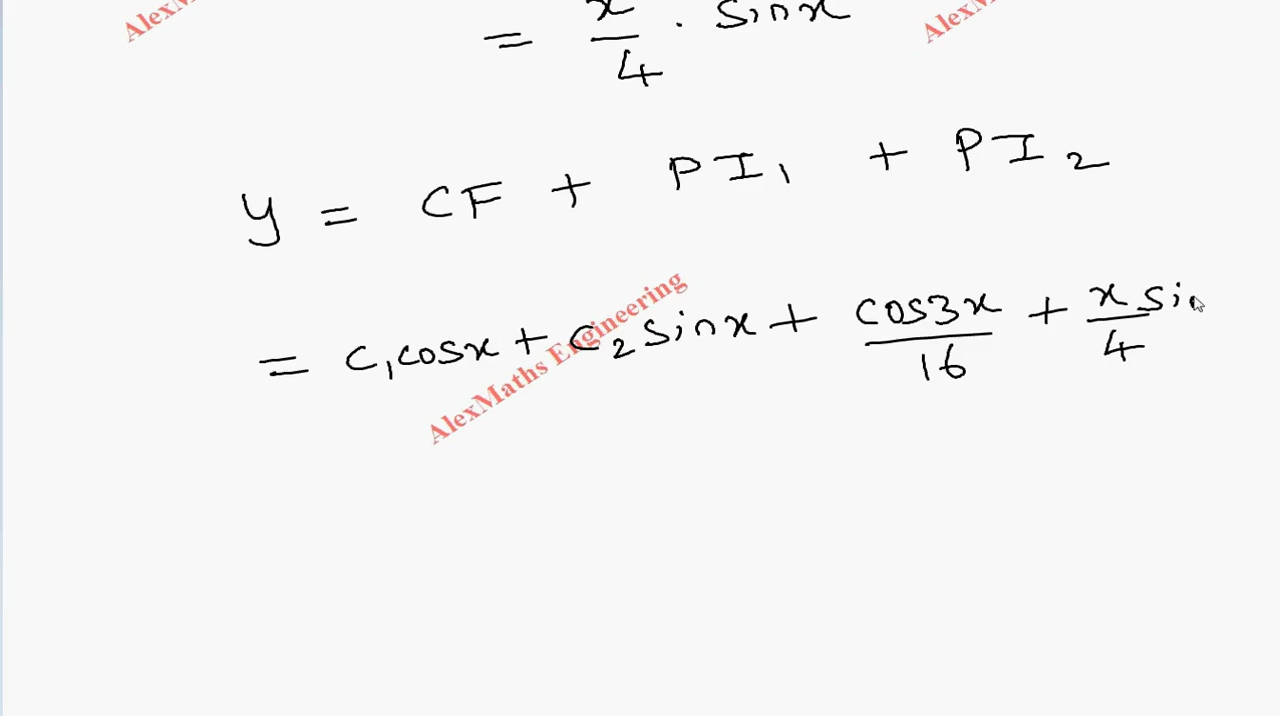 = x/4 . sinx
y = CF + PI₁ + PI₂
= c₁cosx + c₂sinx + cos3x/16 + x/4 si
AlexMaths Engineering